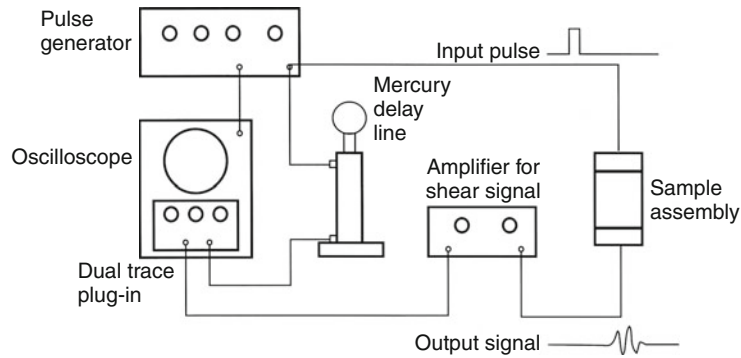 Pulse
generator
Input pulse
Mercury
delay
line
Oscilloscope
Amplifier for
shear signal
Sample
assembly
Dual trace
plug-in
Output signal